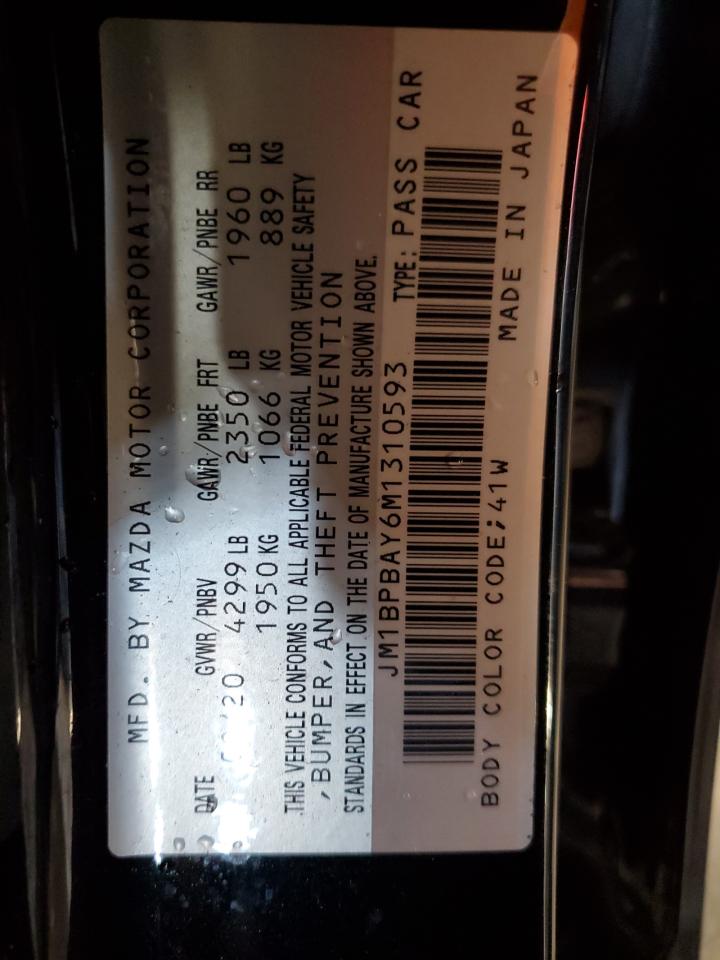 MFD. BY MAZDA MOTOR CORPORATION
DATE GVWR/PNBV GAWR/PNBE FRT GAWR/PNBE RR
/20 4299 LB 2350 LB 1960 LB
1950 KG 1066 KG 889 KG
THIS VEHICLE CONFORMS TO ALL APPLICABLE FEDERAL MOTOR VEHICLE SAFETY
,BUMPER,AND THEFT PREVENTION
STANDARDS IN EFFECT ON THE DATE OF MANUFACTURE SHOWN ABOVE.
JM1BPBAY6M1310593 TYPE: PASS CAR
BODY COLOR CODE;41W MADE IN JAPAN